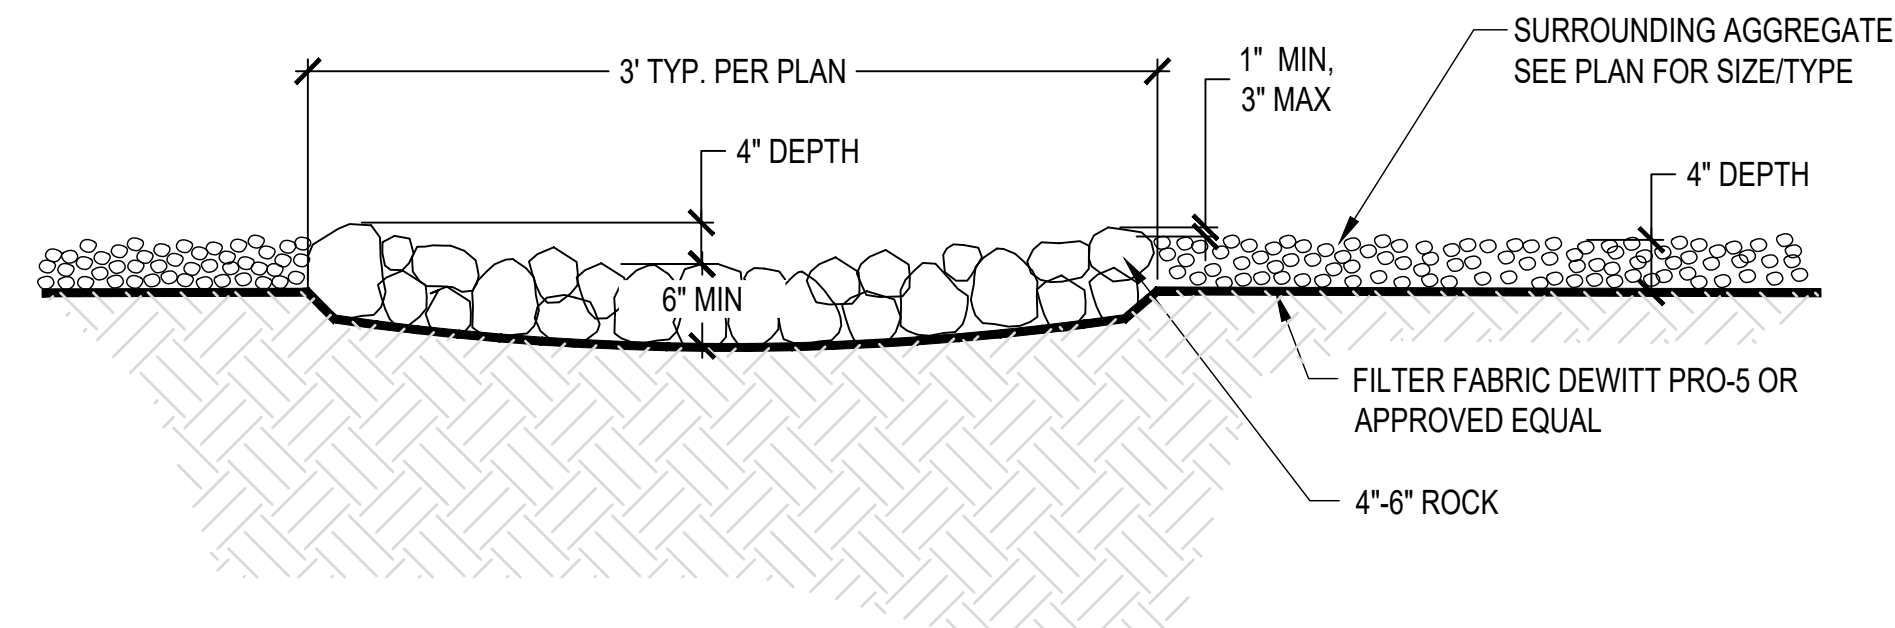 SURROUNDING AGGREGATE
SEE PLAN FOR SIZE/TYPE
3' TYP. PER PLAN
1" MIN,
3" MAX
4" DEPTH
4" DEPTH
6" MIN
FILTER FABRIC DEWITT PRO-5 OR
APPROVED EQUAL
4"-6" ROCK